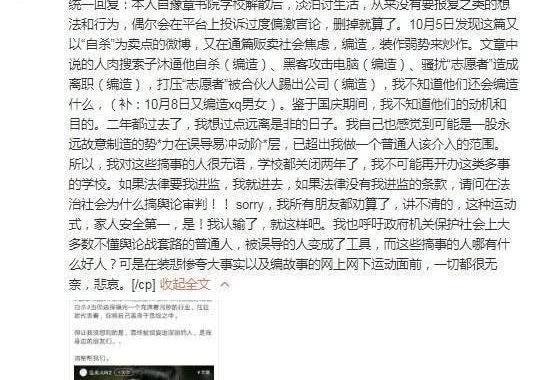 统一回复：本人自豫章书院学校解散后，淡泊讨生活，从来没有要报复之类的想
法和行为，偶尔会在平台上投诉过度偏激言论，删掉就算了。10月5日发现这篇又
以“自杀”为卖点的微博，又在通篇贩卖社会焦虑，编造，装作弱势来炒作。文章中
说的人肉搜素子沐逼他自杀（编造）、黑客攻击电脑（编造）、骚扰“志愿者”造成
离职（编造），打压“志愿者”被合伙人踢出公司（编造），我不知道他们还会编造
什么，（补：10月8日又编造xq男女）。鉴于国庆期间，我不知道他们的动机和
目的。二年都过去了，我想过点远离是非的日子。我自己也感觉到可能是一股永
远故意制造的势*力在误导易冲动阶*层，已超出我做一个普通人该介入的范围。
所以，我对这些搞事的人很无语，学校都关闭两年了，我不可能再开办这类多事
的学校。如果法律要我进监，我就进去，如果法律没有我进监的条款，请问在法
治社会为什么搞舆论审判！！sorry，我所有朋友都劝算了，讲不清的，这种运动
式，家人安全第一，是！我认输了，就这样吧。我也呼吁政府机关保护社会上大
多数不懂舆论战套路的普通人，被误导的人变成了工具，而这些搞事的人哪有什
么好人？可是在装悲惨夸大事实以及编故事的网上网下运动面前，一切都很无
奈，悲哀。[/cp] 收起全文